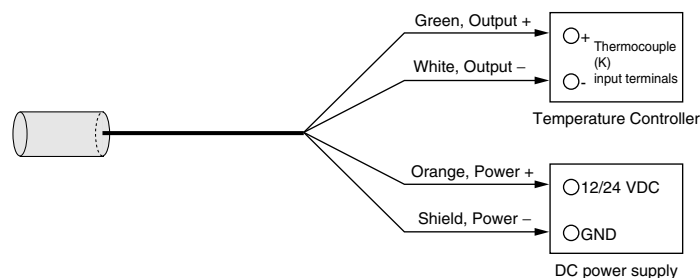 Green, Output +
White, Output −
+ Thermocouple
(K)
- input terminals
Temperature Controller
Orange, Power +
12/24 VDC
Shield, Power −
GND
DC power supply